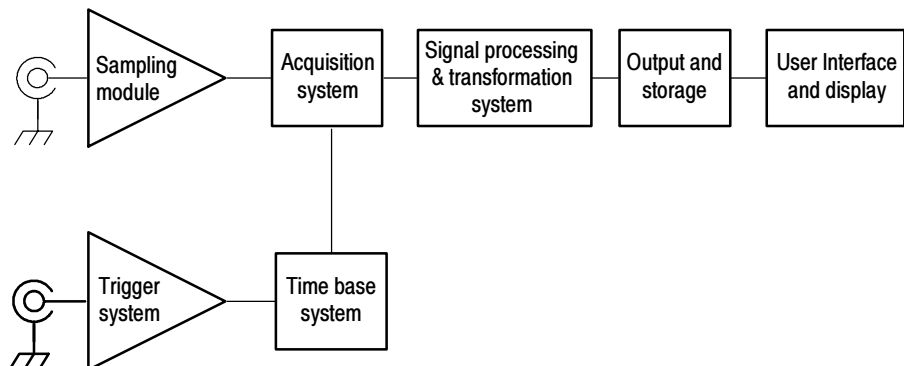 Sampling
module
Acquisition
system
Signal processing
& transformation
system
Output and
storage
User Interface
and display
Trigger
system
Time base
system